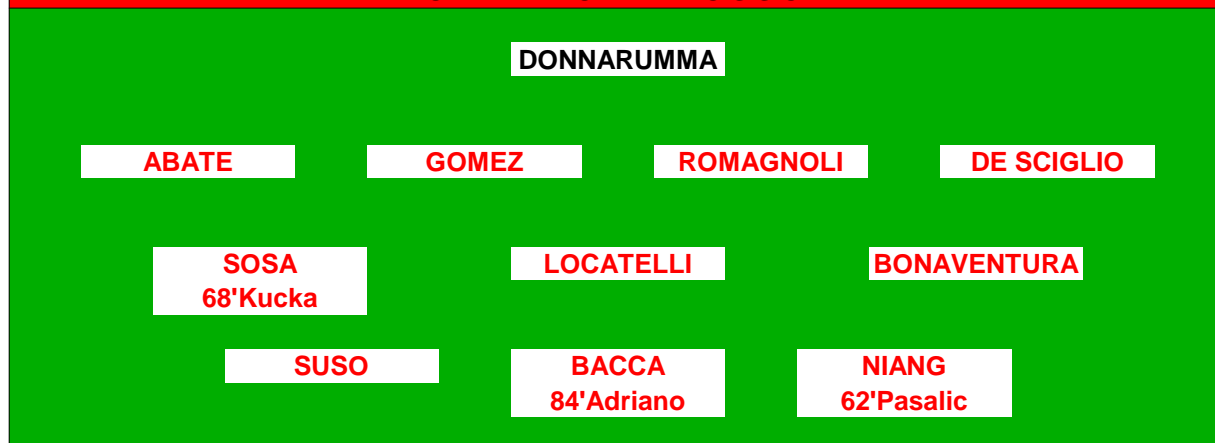 DONNARUMMA
ABATE GOMEZ ROMAGNOLI DE SCIGLIO
SOSA LOCATELLI BONAVENTURA
68'Kucka
SUSO BACCA NIANG
84'Adriano 62'Pasalic